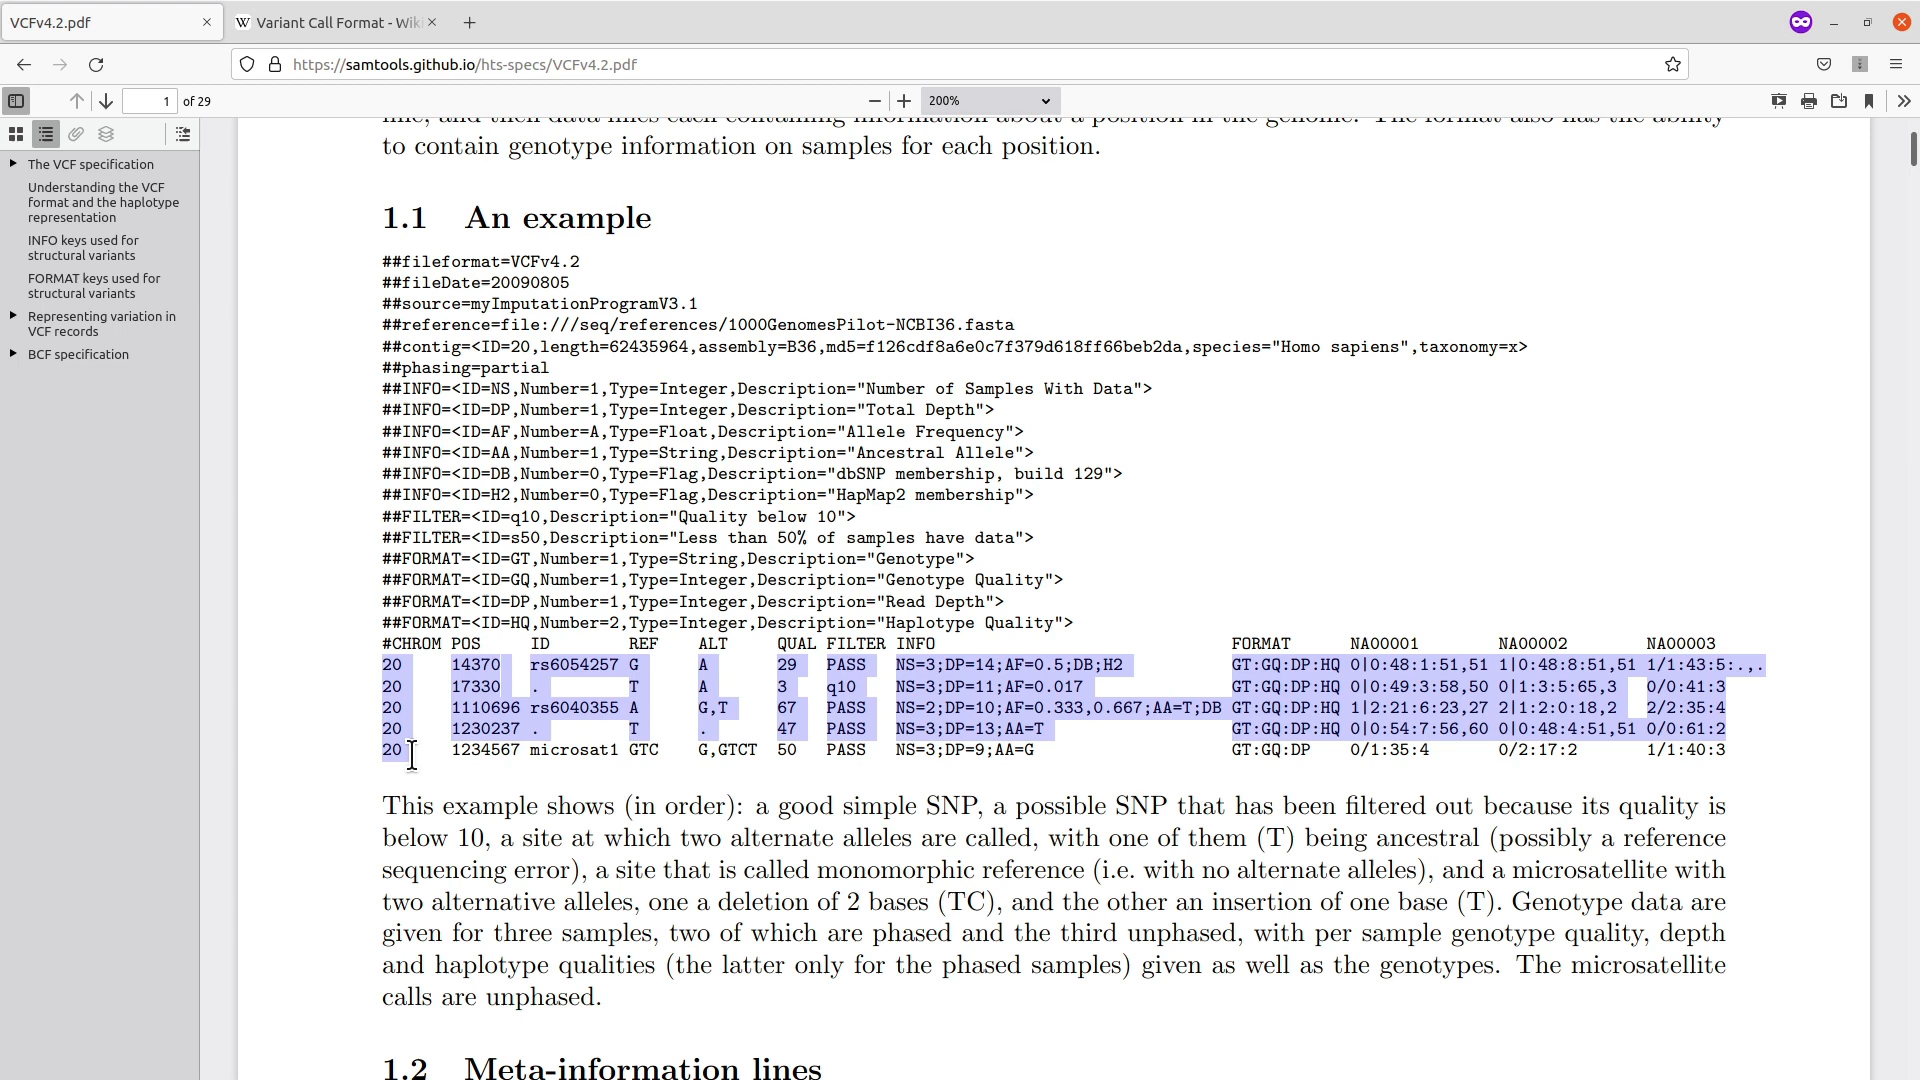 VCFv4.2.pdf
Variant Call Format - Wiki
https://samtools.github.io/hts-specs/VCFv4.2.pdf
1 of 29
200%
The VCF specification
Understanding the VCF
format and the haplotype
representation
INFO keys used for
structural variants
FORMAT keys used for
structural variants
Representing variation in
VCF records
BCF specification
line, and then data lines each containing information about a position in the genome. The format also has the ability
to contain genotype information on samples for each position.
1.1 An example
##fileformat=VCFv4.2
##fileDate=20090805
##source=myImputationProgramV3.1
##reference=file:///seq/references/1000GenomesPilot-NCBI36.fasta
##contig=<ID=20,length=62435964,assembly=B36,md5=f126cdf8a6e0c7f379d618ff66beb2da,species="Homo sapiens",taxonomy=x>
##phasing=partial
##INFO=<ID=NS,Number=1,Type=Integer,Description="Number of Samples With Data">
##INFO=<ID=DP,Number=1,Type=Integer,Description="Total Depth">
##INFO=<ID=AF,Number=A,Type=Float,Description="Allele Frequency">
##INFO=<ID=AA,Number=1,Type=String,Description="Ancestral Allele">
##INFO=<ID=DB,Number=0,Type=Flag,Description="dbSNP membership, build 129">
##INFO=<ID=H2,Number=0,Type=Flag,Description="HapMap2 membership">
##FILTER=<ID=q10,Description="Quality below 10">
##FILTER=<ID=s50,Description="Less than 50% of samples have data">
##FORMAT=<ID=GT,Number=1,Type=String,Description="Genotype">
##FORMAT=<ID=GQ,Number=1,Type=Integer,Description="Genotype Quality">
##FORMAT=<ID=DP,Number=1,Type=Integer,Description="Read Depth">
##FORMAT=<ID=HQ,Number=2,Type=Integer,Description="Haplotype Quality">
#CHROM POS ID REF ALT QUAL FILTER INFO FORMAT NA00001 NA00002 NA00003
20 14370 rs6054257 G A 29 PASS NS=3;DP=14;AF=0.5;DB;H2 GT:GQ:DP:HQ 0|0:48:1:51,51 1|0:48:8:51,51 1/1:43:5:.,.
20 17330 . T A 3 q10 NS=3;DP=11;AF=0.017 GT:GQ:DP:HQ 0|0:49:3:58,50 0|1:3:5:65,3 0/0:41:3
20 1110696 rs6040355 A G,T 67 PASS NS=2;DP=10;AF=0.333,0.667;AA=T;DB GT:GQ:DP:HQ 1|2:21:6:23,27 2|1:2:0:18,2 2/2:35:4
20 1230237 . T . 47 PASS NS=3;DP=13;AA=T GT:GQ:DP:HQ 0|0:54:7:56,60 0|0:48:4:51,51 0/0:61:2
20 1234567 microsat1 GTC G,GTCT 50 PASS NS=3;DP=9;AA=G GT:GQ:DP 0/1:35:4 0/2:17:2 1/1:40:3
This example shows (in order): a good simple SNP, a possible SNP that has been filtered out because its quality is
below 10, a site at which two alternate alleles are called, with one of them (T) being ancestral (possibly a reference
sequencing error), a site that is called monomorphic reference (i.e. with no alternate alleles), and a microsatellite with
two alternative alleles, one a deletion of 2 bases (TC), and the other an insertion of one base (T). Genotype data are
given for three samples, two of which are phased and the third unphased, with per sample genotype quality, depth
and haplotype qualities (the latter only for the phased samples) given as well as the genotypes. The microsatellite
calls are unphased.
1.2 Meta-information lines